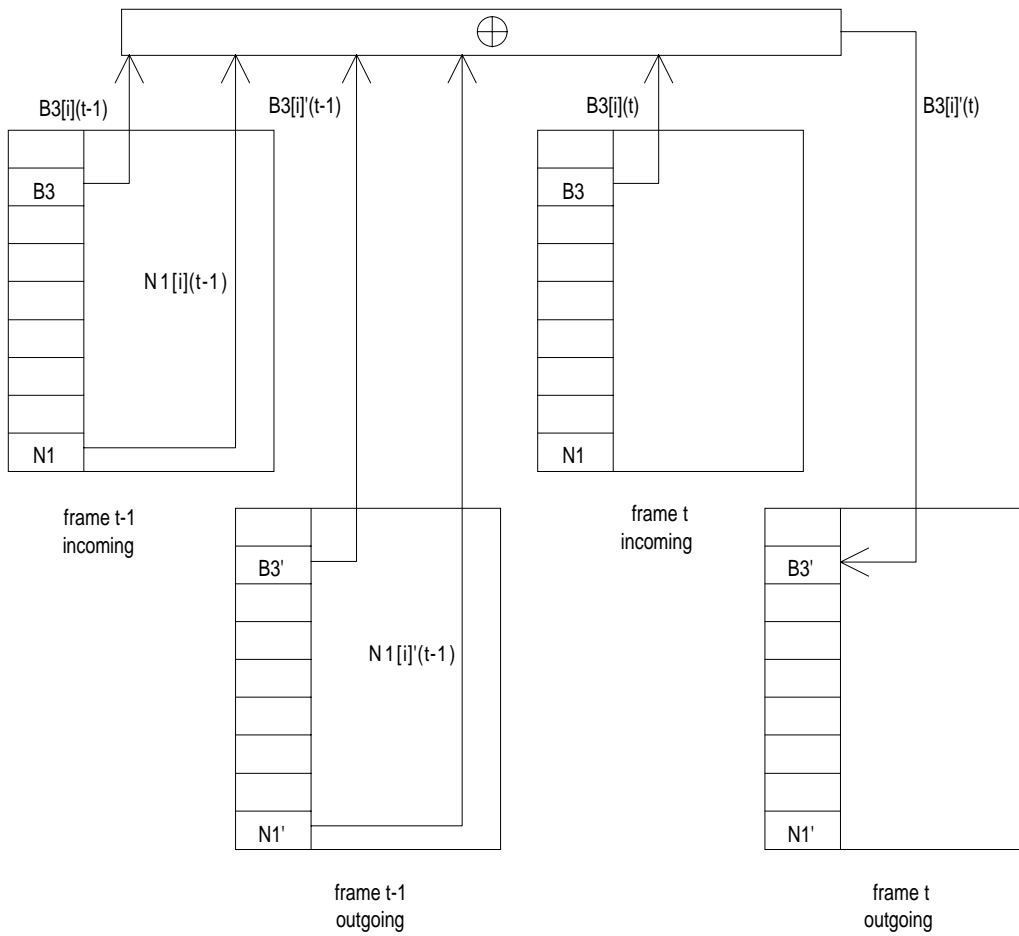 B3[i](t-1)
B3[i]'(t-1)
B3[i](t)
B3[i]'(t)
B3
B3
N1[i](t-1)
N1
N1
frame t-1
incoming
frame t
incoming
B3'
B3'
N1[i]'(t-1)
N1'
N1'
frame t-1
outgoing
frame t
outgoing